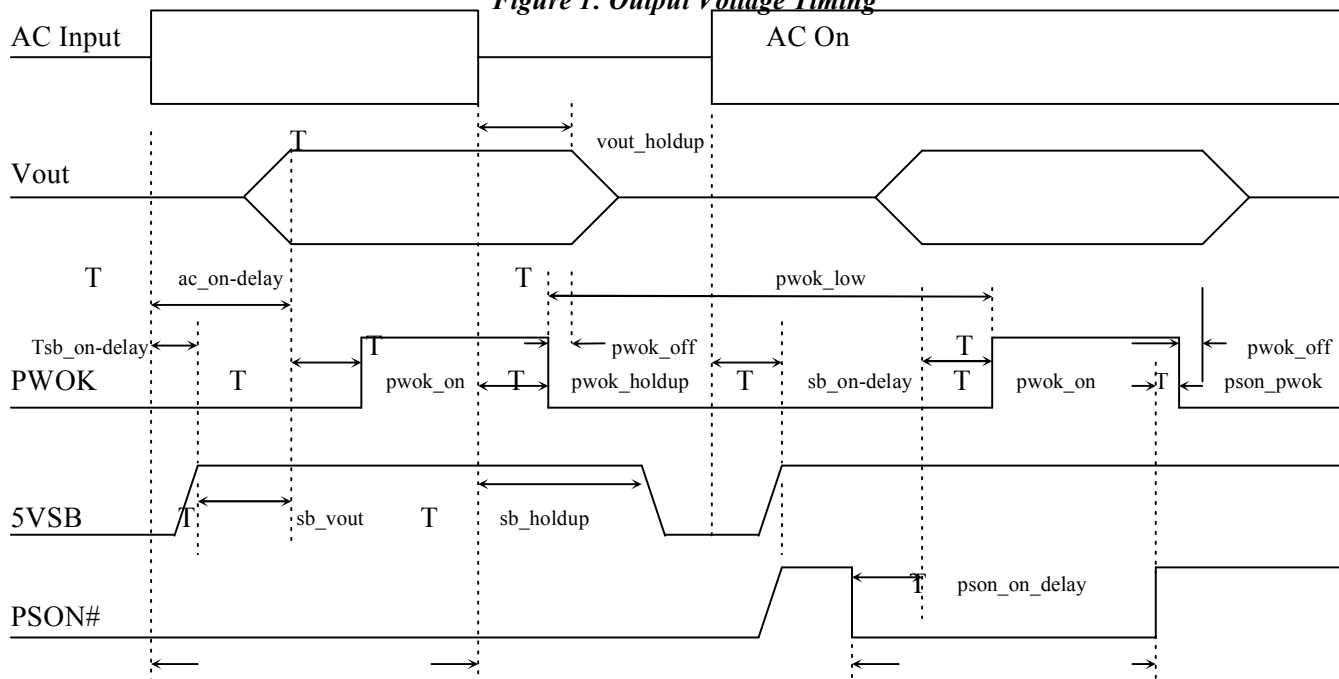 Figure 1. Output Voltage Timing
AC Input
AC On
T
vout_holdup
Vout
T
ac_on-delay
T
pwok_low
Tsb_on-delay
T
T
pwok_off
pwok_off
PWOK
T
pwok_on
T
pwok_holdup
T
sb_on-delay
T
pwok_on
T
pson_pwok
5VSB
T
sb_vout
T
sb_holdup
T
pson_on_delay
PSON#